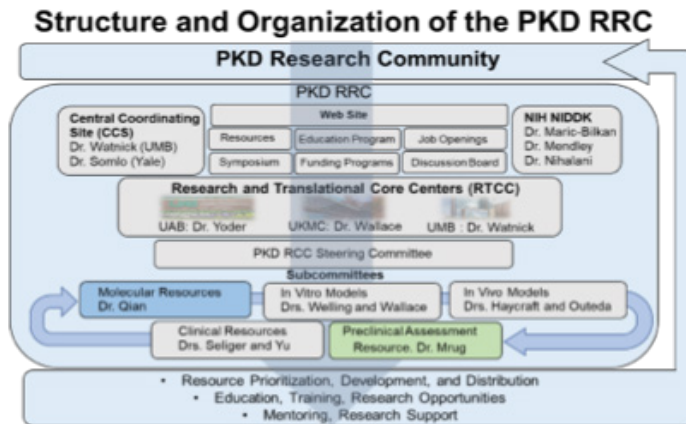 Structure and Organization of the PKD RRC
PKD Research Community
PKD RRC
Central Coordinating
Site (CCS)
Dr. Watnick (UMB)
Dr. Somlo (Yale)
Web Site
Resources
Education Program
Job Openings
Symposium
Funding Programs
Discussion Board
NIH NIDDK
Dr. Maric-Bilkan
Dr. Mendley
Dr. Nihalani
Research and Translational Core Centers (RTCC)
UAB: Dr. Yoder
UKMC: Dr. Wallace
UMB : Dr. Watnick
PKD RCC Steering Committee
Subcommittees
Molecular Resources
Dr. Qian
In Vitro Models
Drs. Welling and Wallace
In Vivo Models
Drs. Haycraft and Outeda
Clinical Resources
Drs. Seliger and Yu
Preclinical Assessment
Resource. Dr. Mrug
• Resource Prioritization, Development, and Distribution
• Education, Training, Research Opportunities
• Mentoring, Research Support